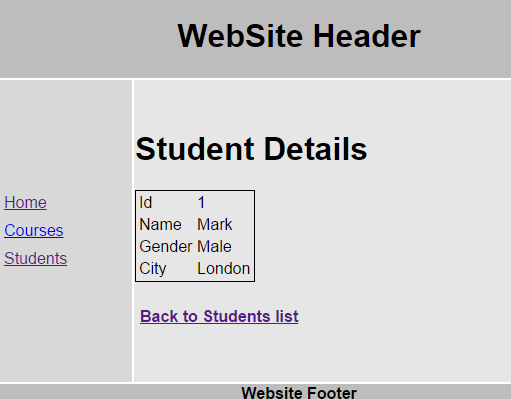 WebSite Header
Home
Courses
Students
Student Details
Id 1
Name Mark
Gender Male
City London
Back to Students list
Website Footer